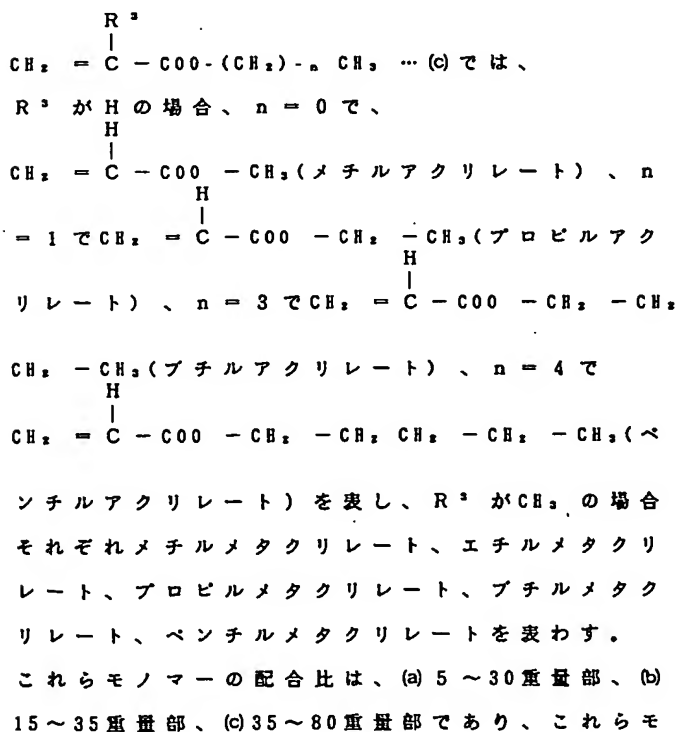 R³
|
CH₂ = C − COO-(CH₂)-ₙ CH₃ … (c) では、
R³ が H の場合、n = 0 で、
H
|
CH₂ = C − COO − CH₃(メチルアクリレート)、n
H
|
= 1 で CH₂ = C − COO − CH₂ − CH₃(プロピルアク
H
|
リレート)、n = 3 で CH₂ = C − COO − CH₂ − CH₂
CH₂ − CH₃(ブチルアクリレート)、n = 4 で
H
|
CH₂ = C − COO − CH₂ − CH₂ CH₂ − CH₂ − CH₃(ペ
ンチルアクリレート)を表し、R³ が CH₃ の場合
それぞれメチルメタクリレート、エチルメタクリ
レート、プロピルメタクリレート、ブチルメタク
リレート、ペンチルメタクリレートを表わす。
これらモノマーの配合比は、(a) 5 〜30重量部、(b)
15〜35重量部、(c) 35〜80重量部であり、これらモ